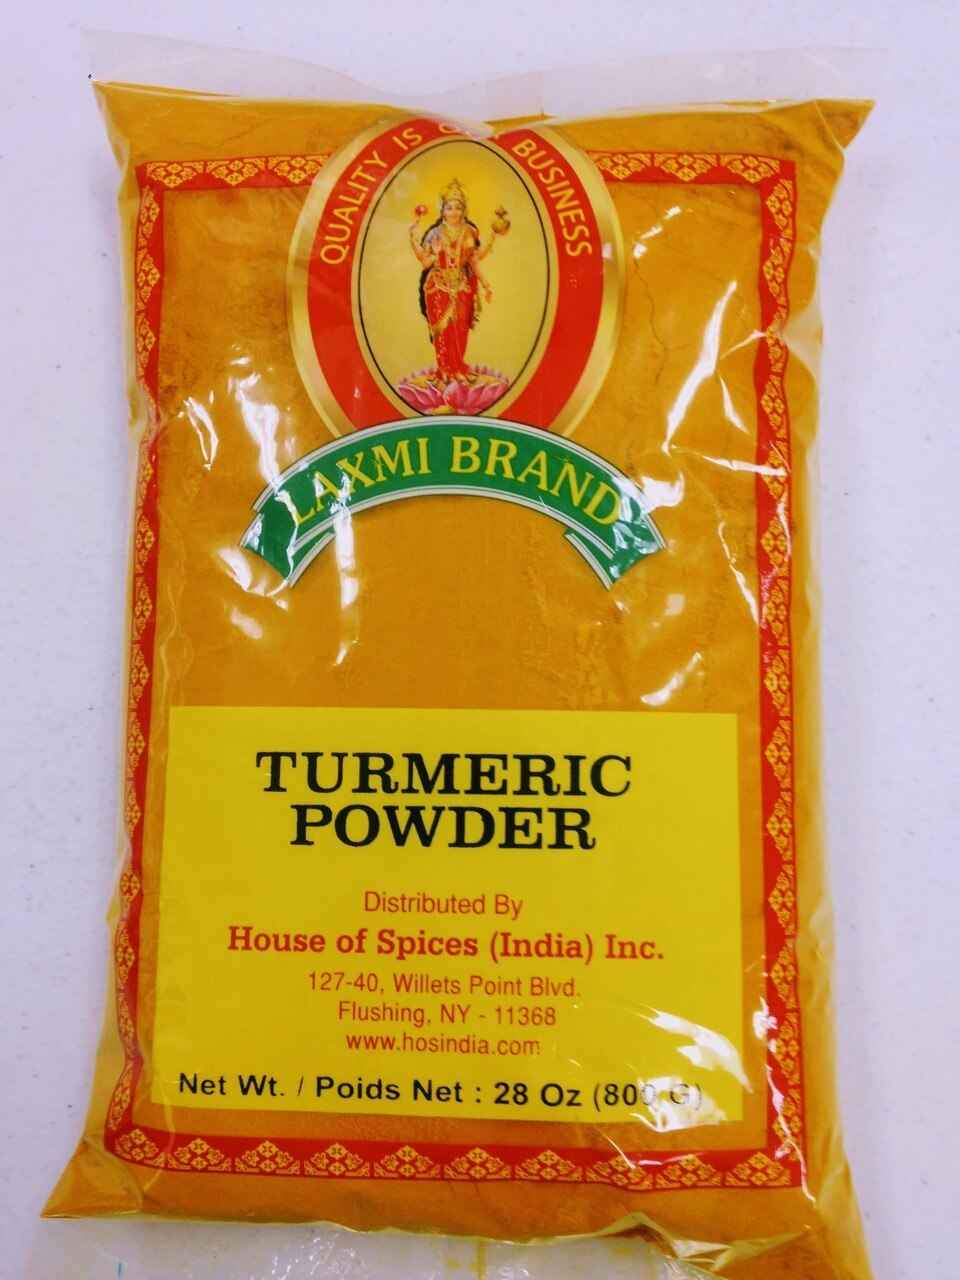 QUALITY IS BUSINESS
LAXMI BRAND
TURMERIC
POWDER
Distributed By
House of Spices (India) Inc.
127-40, Willets Point Blvd.
Flushing, NY - 11368
www.hosindia.com
Net Wt. / Poids Net : 28 Oz (800 G)